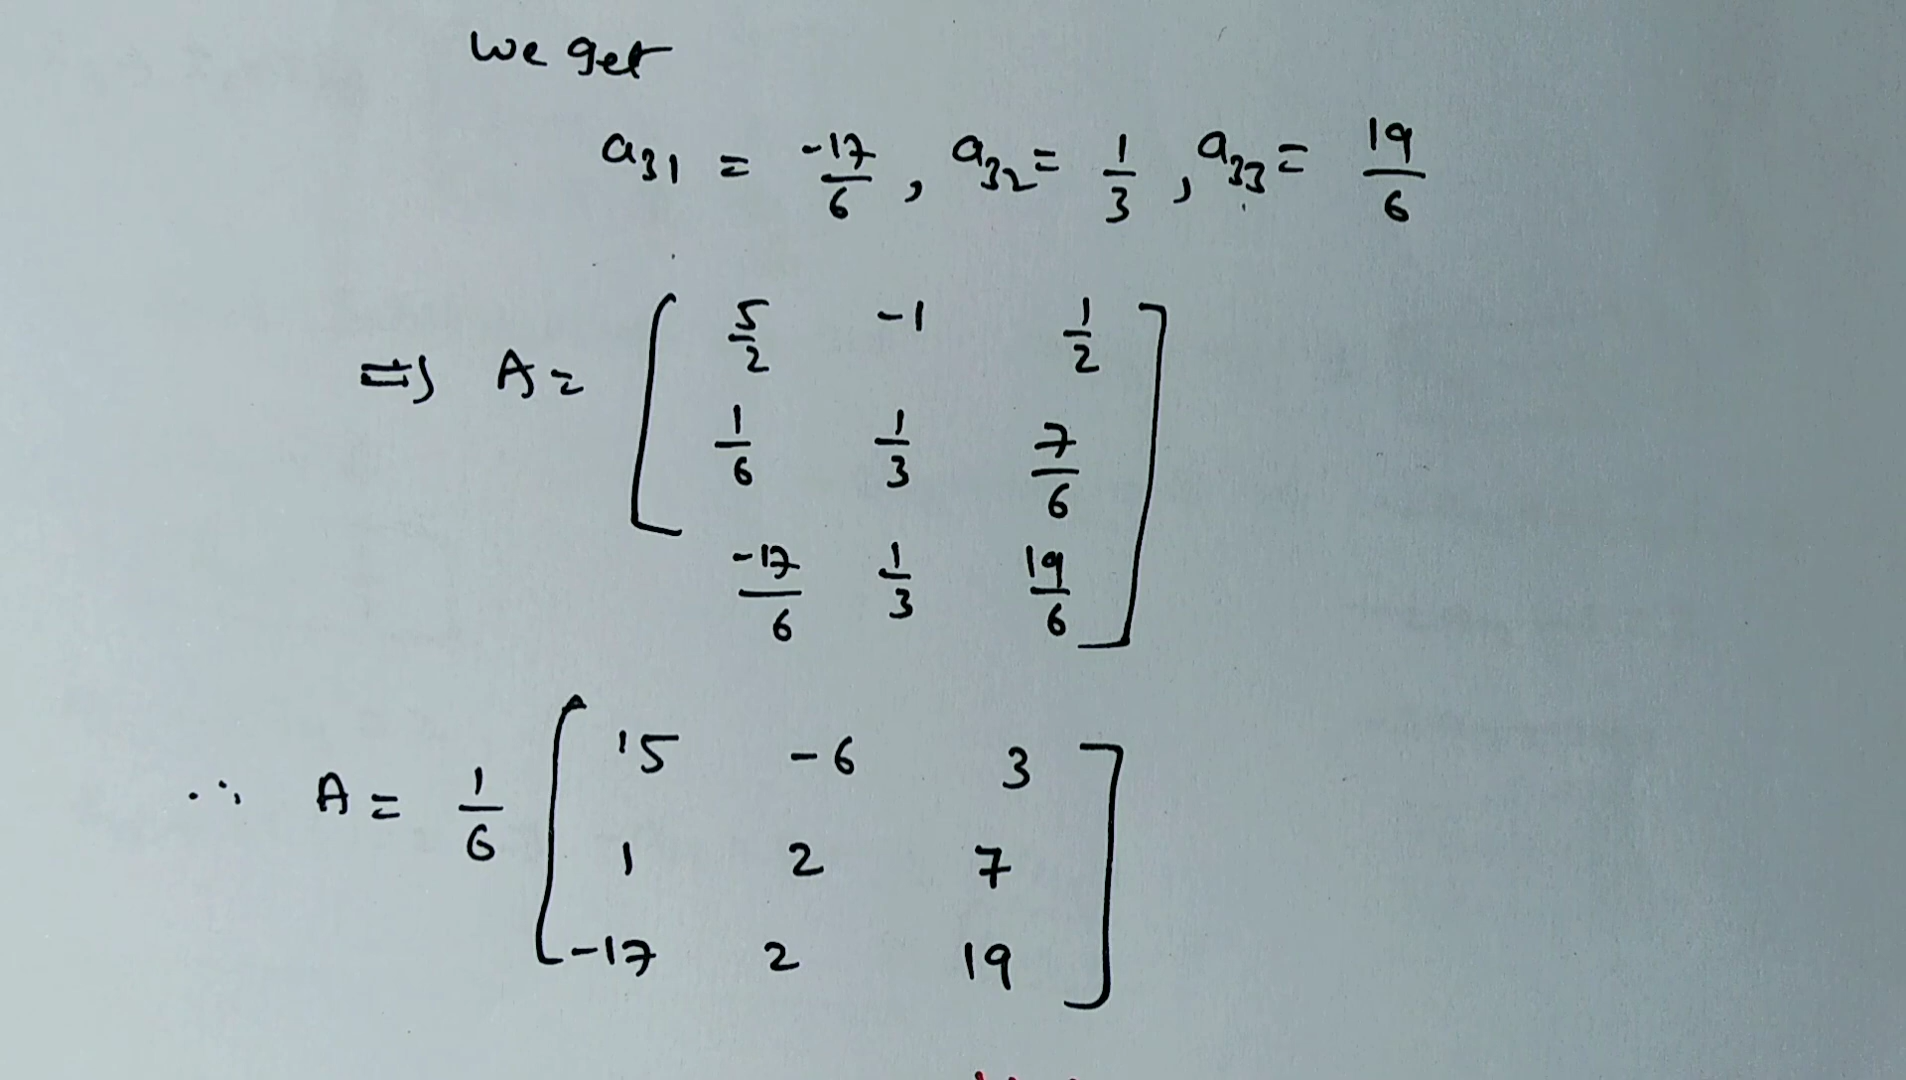 we get
a₃₁ = -17/6 , a₃₂ = 1/3 , a₃₃ = 19/6
⇒ A = [ 5/2 -1 1/2
1/6 1/3 7/6
-17/6 1/3 19/6 ]
∴ A = 1/6 [ 15 -6 3
1 2 7
-17 2 19 ]